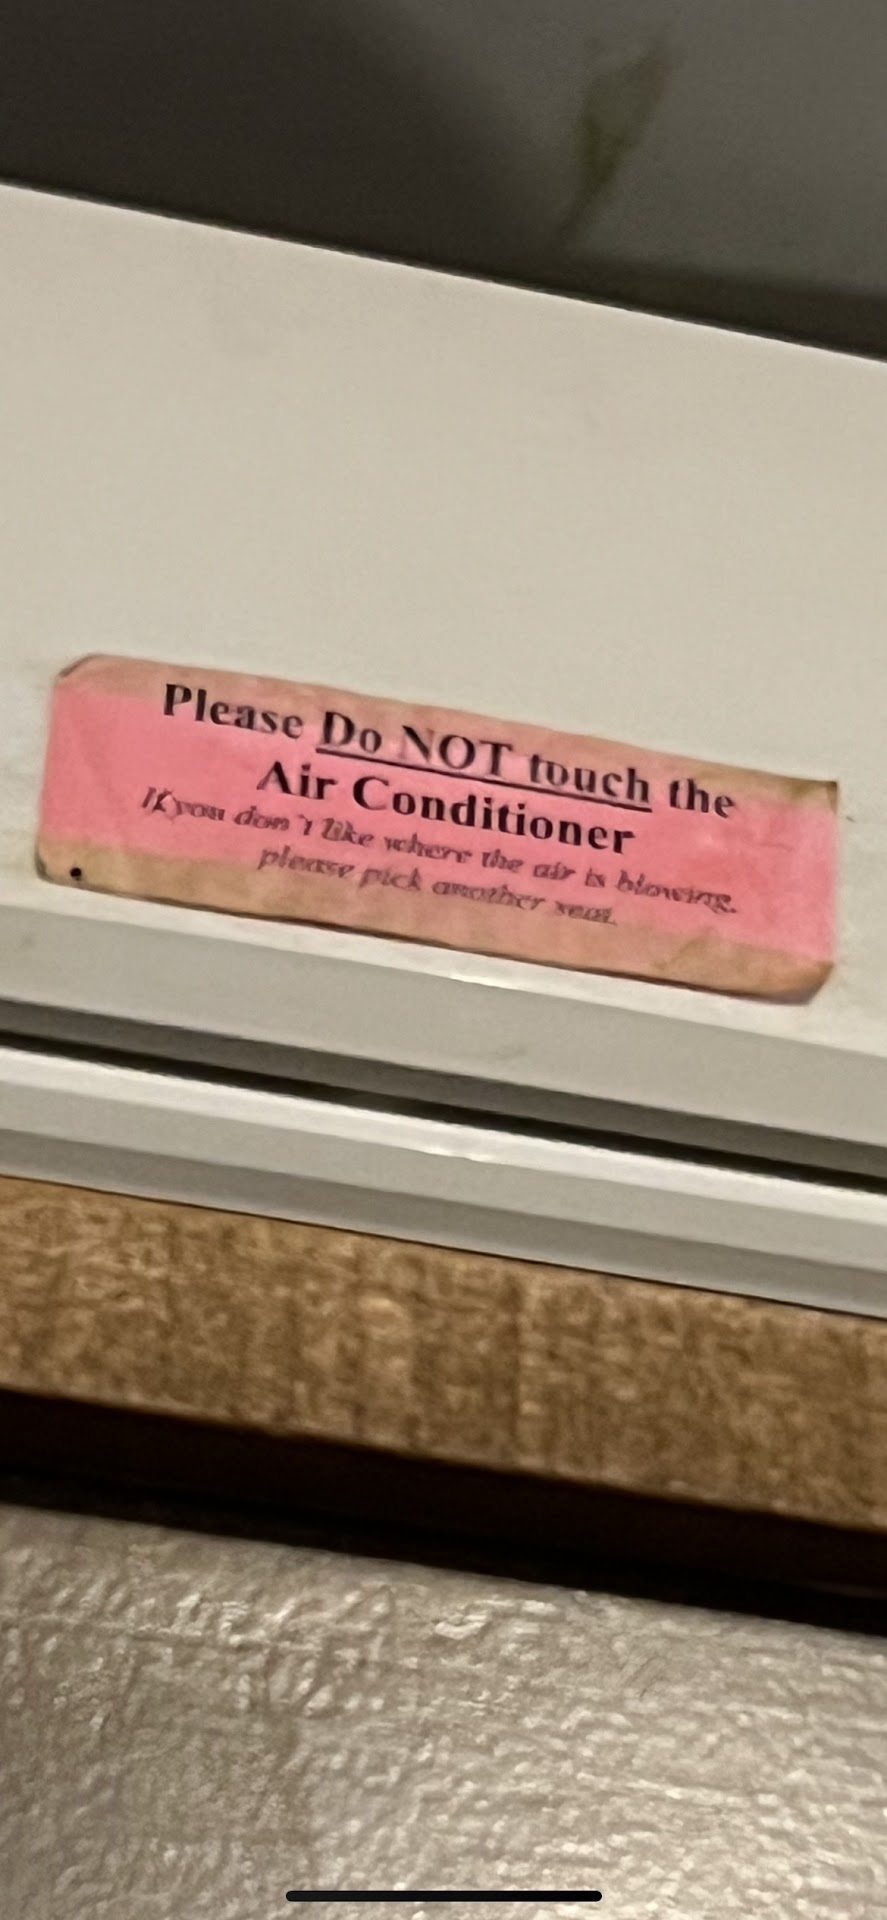 Please Do NOT touch the
Air Conditioner
If you don't like where the air is blowing,
please pick another seat.